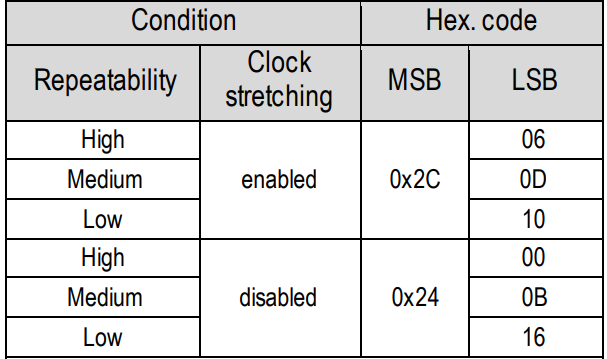 Condition Hex. code
Repeatability Clock stretching MSB LSB
High enabled 0x2C 06
Medium 0D
Low 10
High disabled 0x24 00
Medium 0B
Low 16